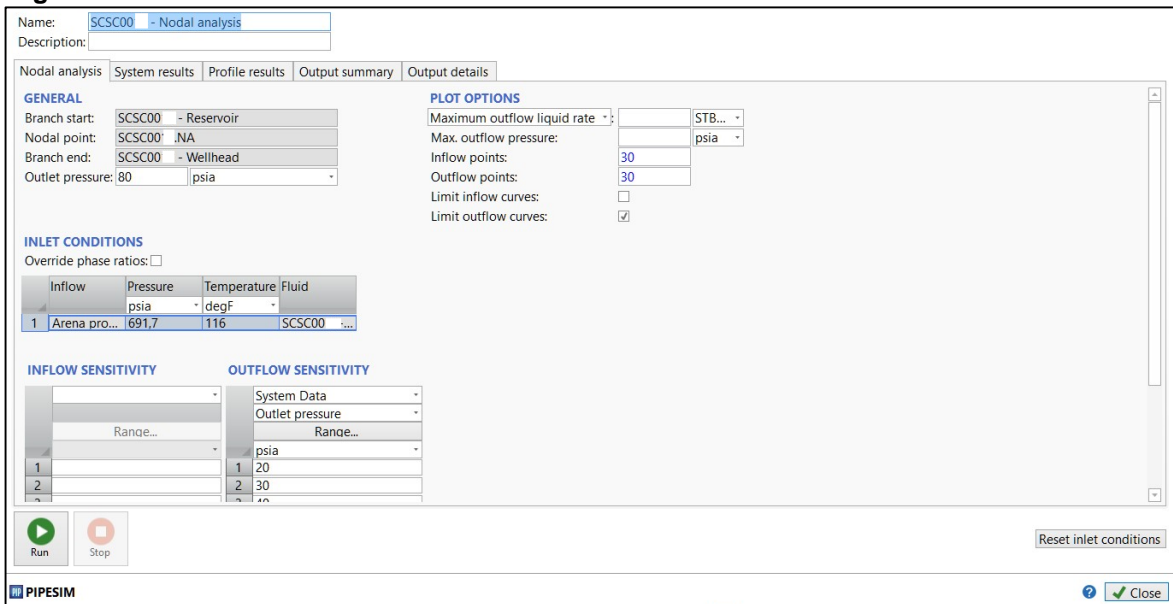 Name: SCSC00 - Nodal analysis
Description:
Nodal analysis System results Profile results Output summary Output details
GENERAL
Branch start: SCSC00 - Reservoir
Nodal point: SCSC00 .NA
Branch end: SCSC00 - Wellhead
Outlet pressure: 80 psia
PLOT OPTIONS
Maximum outflow liquid rate : STB...
Max. outflow pressure: psia
Inflow points: 30
Outflow points: 30
Limit inflow curves:
Limit outflow curves:
INLET CONDITIONS
Override phase ratios:
Inflow Pressure Temperature Fluid
psia degF
1 Arena pro... 691,7 116 SCSC00 -...
INFLOW SENSITIVITY
Range...
1
2
OUTFLOW SENSITIVITY
System Data
Outlet pressure
Range...
psia
1 20
2 30
Run Stop
Reset inlet conditions
PIP PIPESIM
? Close